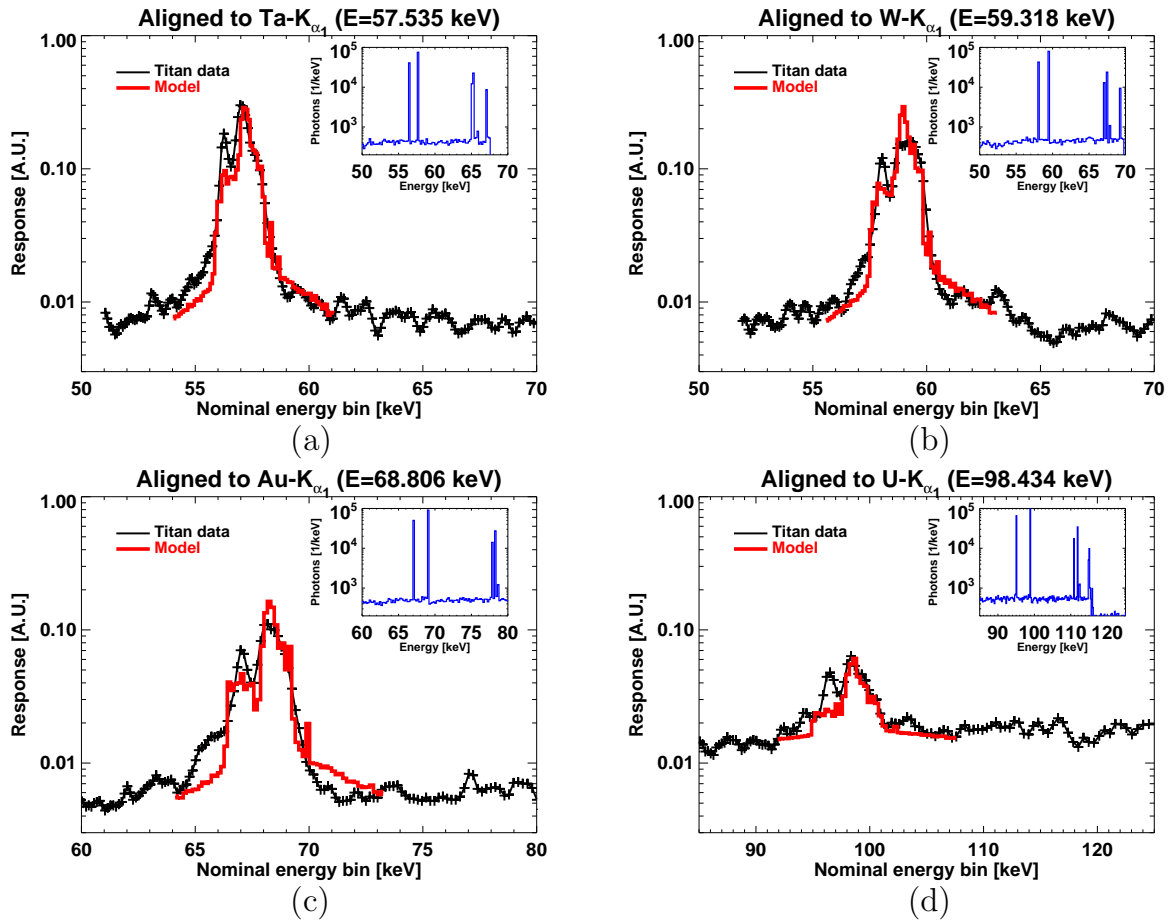 Aligned to Ta-Kα1 (E=57.535 keV)
1.00
0.10
0.01
Response [A.U.]
Titan data
Model
Photons [1/keV]
10^5
10^4
10^3
50 55 60 65 70
Energy [keV]
50 55 60 65 70
Nominal energy bin [keV]
(a)
Aligned to W-Kα1 (E=59.318 keV)
1.00
0.10
0.01
Response [A.U.]
Titan data
Model
Photons [1/keV]
10^5
10^4
10^3
50 55 60 65 70
Energy [keV]
50 55 60 65 70
Nominal energy bin [keV]
(b)
Aligned to Au-Kα1 (E=68.806 keV)
1.00
0.10
0.01
Response [A.U.]
Titan data
Model
Photons [1/keV]
10^5
10^4
10^3
60 65 70 75 80
Energy [keV]
60 65 70 75 80
Nominal energy bin [keV]
(c)
Aligned to U-Kα1 (E=98.434 keV)
1.00
0.10
0.01
Response [A.U.]
Titan data
Model
Photons [1/keV]
10^5
10^4
10^3
90 100 110 120
Energy [keV]
90 100 110 120
Nominal energy bin [keV]
(d)